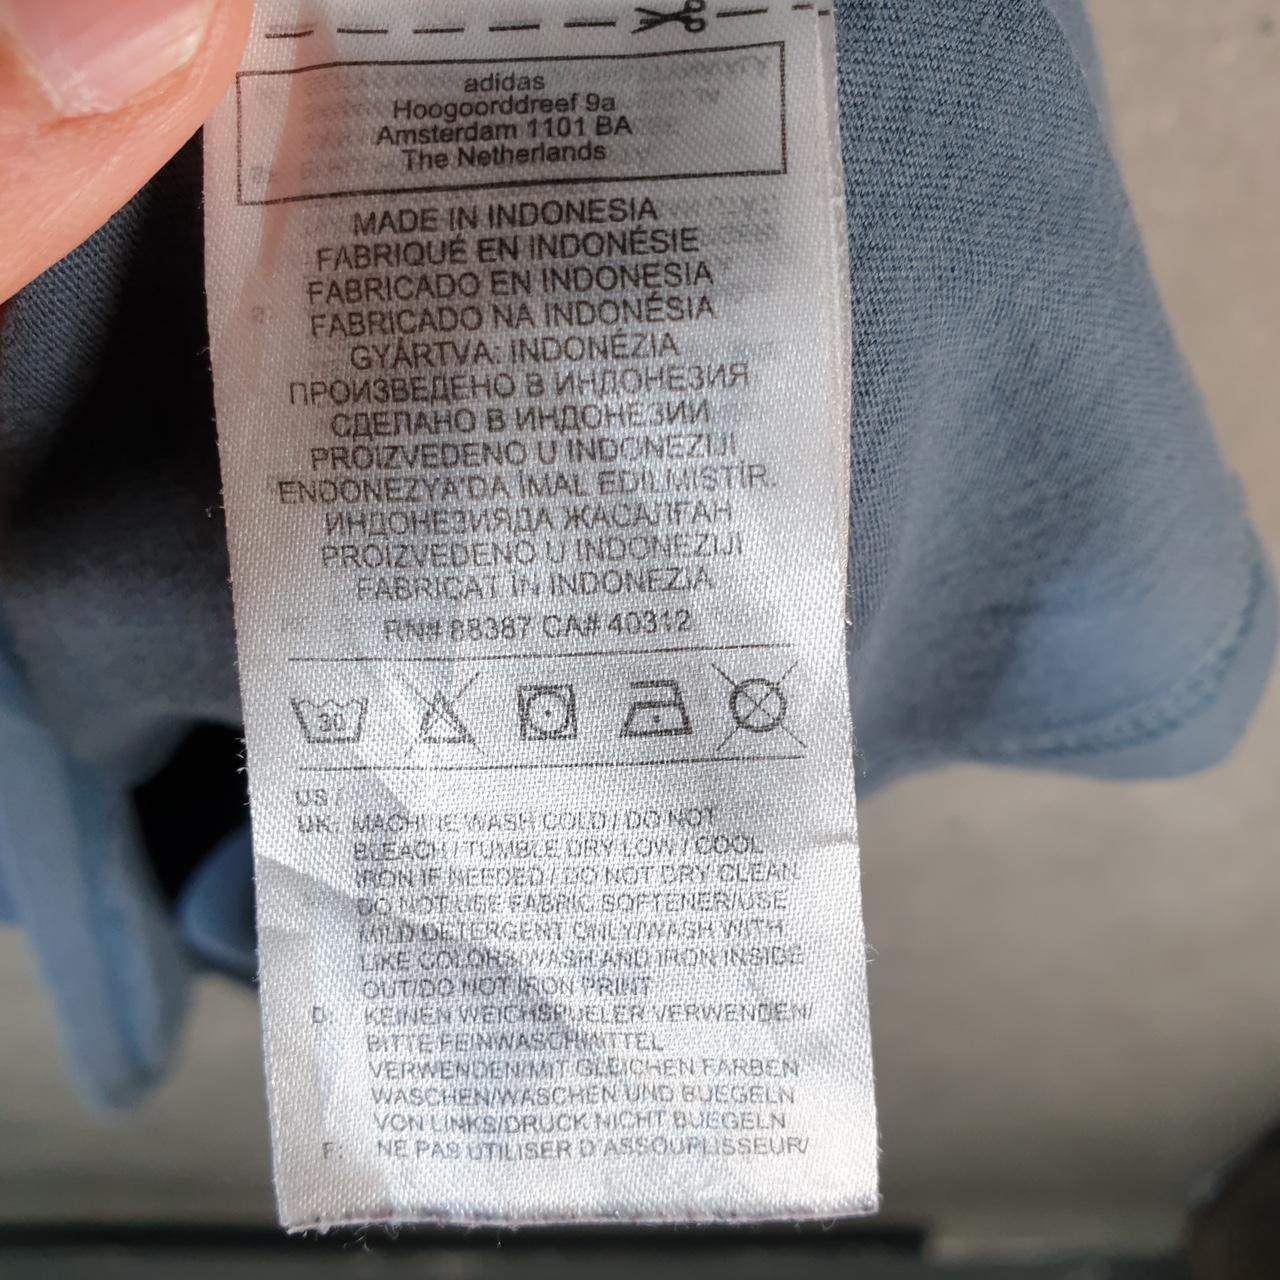 adidas
Hoogoorddreef 9a
Amsterdam 1101 BA
The Netherlands
MADE IN INDONESIA
FABRIQUÉ EN INDONÉSIE
FABRICADO EN INDONESIA
FABRICADO NA INDONÉSIA
GYÁRTVA: INDONÉZIA
ПРОИЗВЕДЕНО В ИНДОНЕЗИЯ
СДЕЛАНО В ИНДОНЕЗИИ
PROIZVEDENO U INDONEZIJI
ENDONEZYA'DA İMAL EDILMISTİR.
ИНДОНЕЗИЯДА ЖАСАЛҒАН
PROIZVEDENO U INDONEZIJI
FABRICAT ÎN INDONEZIA
RN# 88387 CA# 40312
30
US /
UK: MACHINE WASH COLD / DO NOT
BLEACH / TUMBLE DRY LOW / COOL
IRON IF NEEDED / DO NOT DRY CLEAN
DO NOT USE FABRIC SOFTENER/USE
MILD DETERGENT ONLY/WASH WITH
LIKE COLORS/WASH AND IRON INSIDE
OUT/DO NOT IRON PRINT
D: KEINEN WEICHSPUELER VERWENDEN/
BITTE FEINWASCHMITTEL
VERWENDEN/MIT GLEICHEN FARBEN
WASCHEN/WASCHEN UND BUEGELN
VON LINKS/DRUCK NICHT BUEGELN
F: NE PAS UTILISER D'ASSOUPLISSEUR/